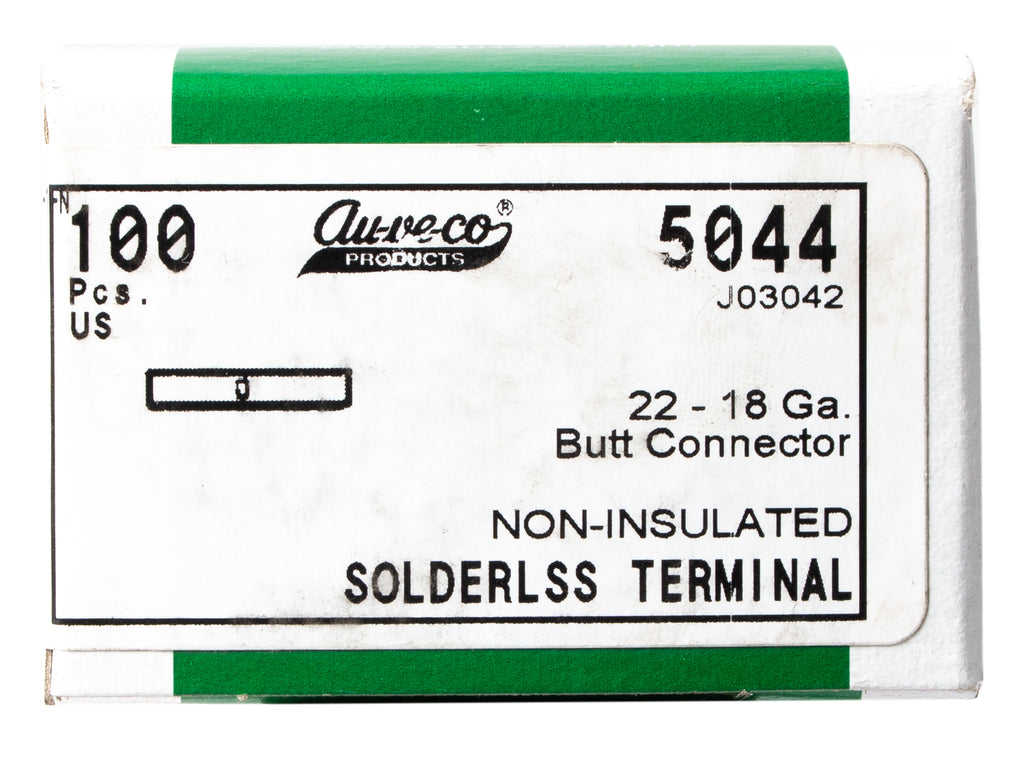 100
Pcs.
US
au-ve-co®
PRODUCTS
5044
J03042
22 - 18 Ga.
Butt Connector
NON-INSULATED
SOLDERLSS TERMINAL